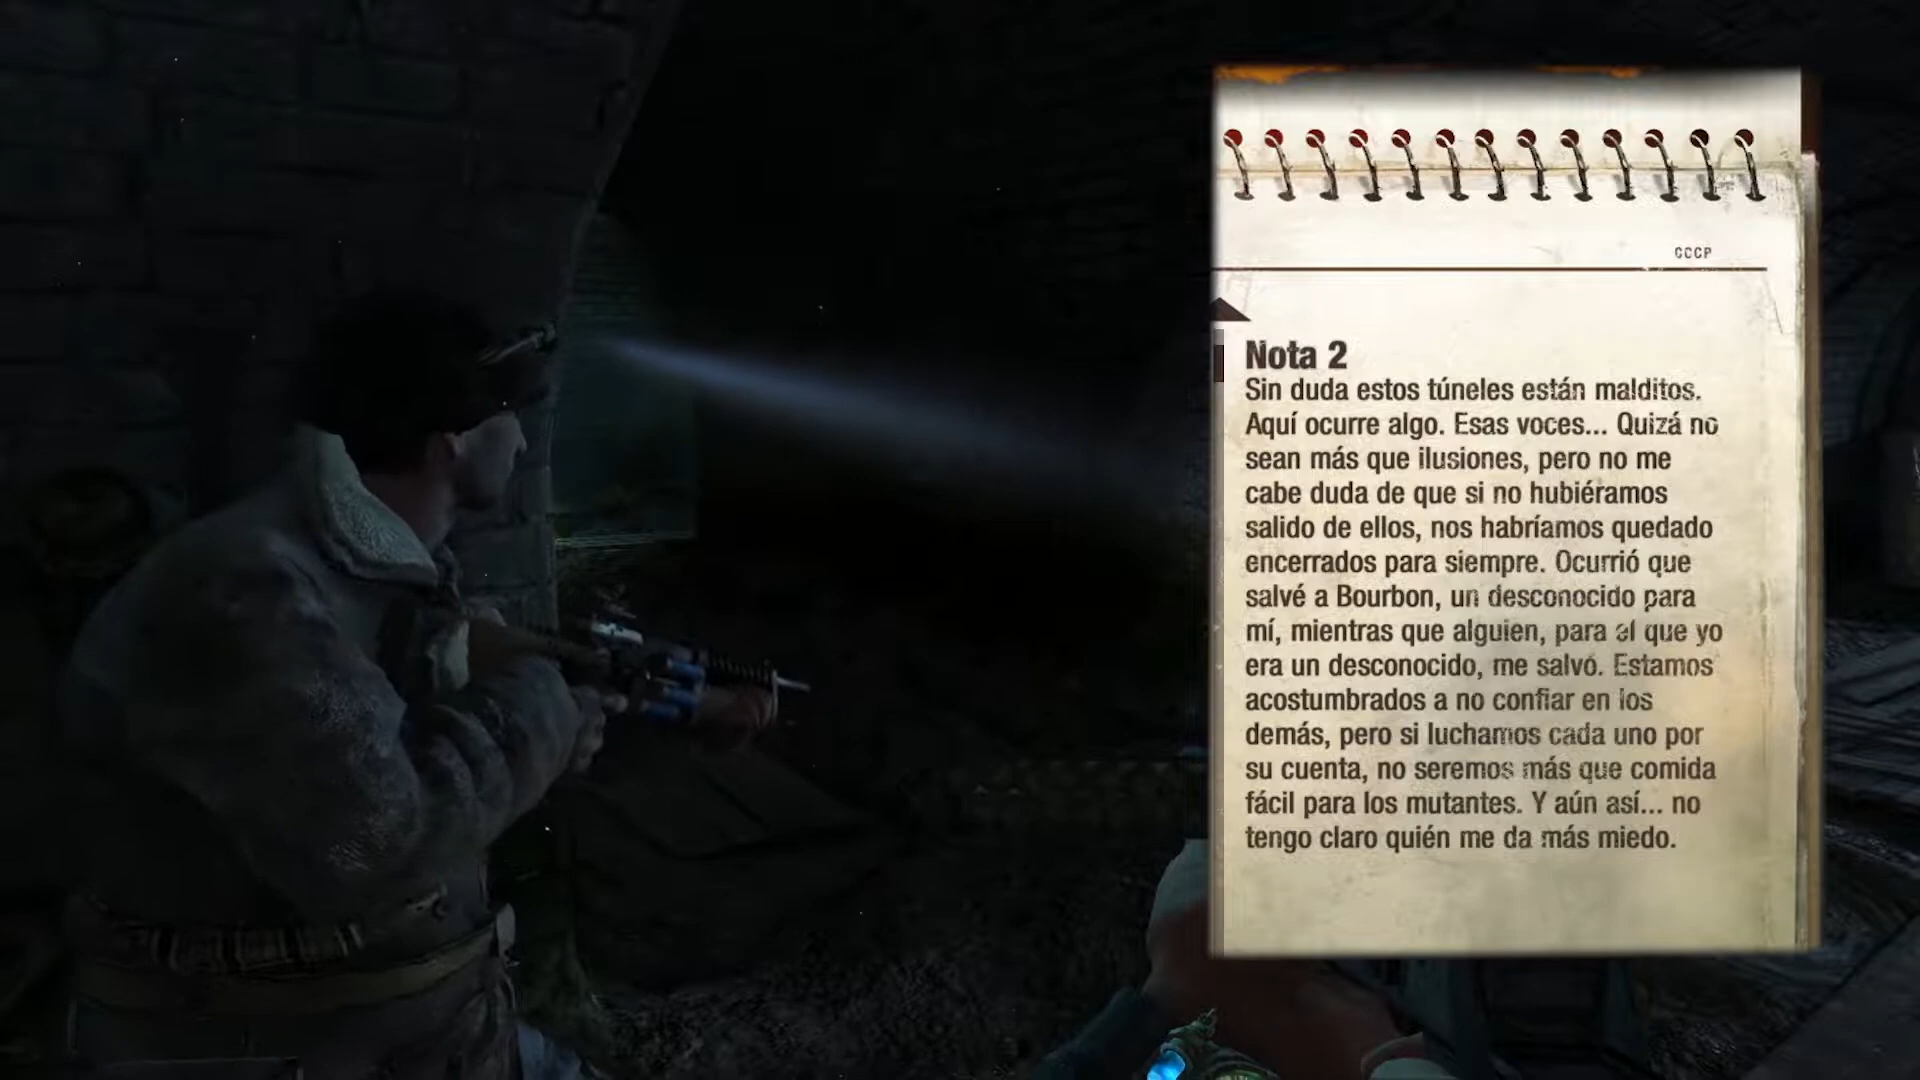 CCCP
Nota 2
Sin duda estos túneles están malditos.
Aquí ocurre algo. Esas voces... Quizá no
sean más que ilusiones, pero no me
cabe duda de que si no hubiéramos
salido de ellos, nos habríamos quedado
encerrados para siempre. Ocurrió que
salvé a Bourbon, un desconocido para
mí, mientras que alguien, para el que yo
era un desconocido, me salvó. Estamos
acostumbrados a no confiar en los
demás, pero si luchamos cada uno por
su cuenta, no seremos más que comida
fácil para los mutantes. Y aún así... no
tengo claro quién me da más miedo.